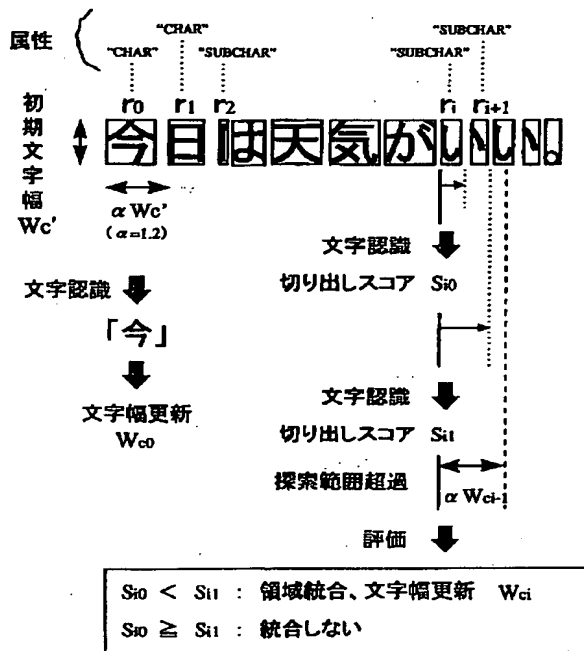 属性
"CHAR"
"CHAR"
"SUBCHAR"
"SUBCHAR"
"SUBCHAR"
r0 r1 r2 ri ri+1
初期文字幅 Wc'
今日は天気がいい。
αWc'
(α=1.2)
文字認識
「今」
文字幅更新
Wc0
文字認識
切り出しスコア Si0
文字認識
切り出しスコア Si1
探索範囲超過 αWci-1
評価
Si0 < Si1 : 領域統合、文字幅更新 Wci
Si0 ≧ Si1 : 統合しない